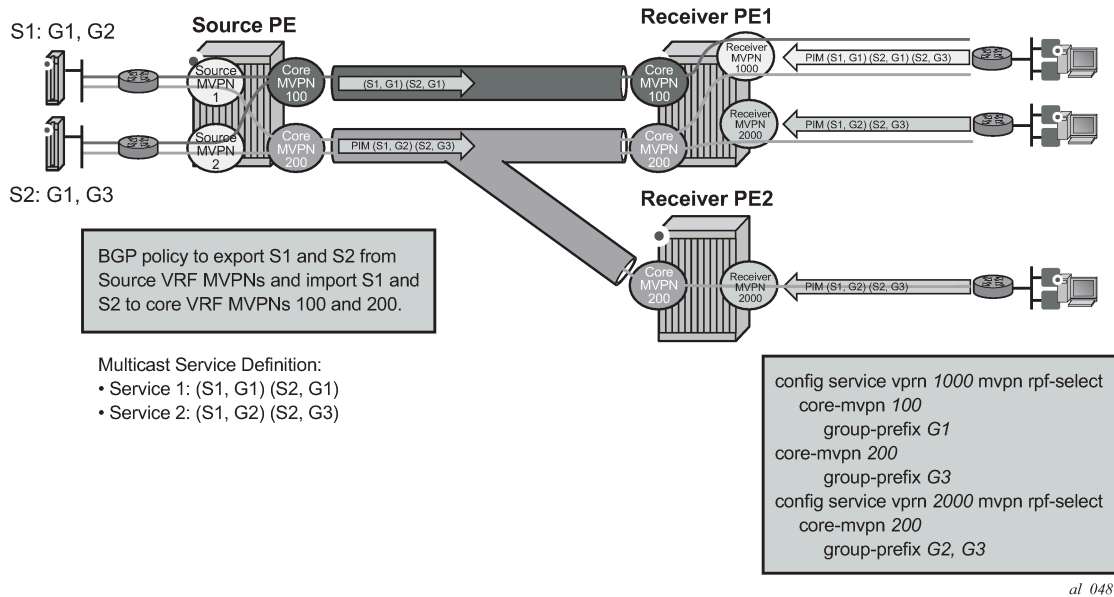 S1: G1, G2
Source PE
Receiver PE1
Source
MVPN
1
Core
MVPN
100
(S1, G1) (S2, G1)
Core
MVPN
100
Receiver
MVPN
1000
PIM (S1, G1) (S2, G1) (S2, G3)
Source
MVPN
2
Core
MVPN
200
PIM (S1, G2) (S2, G3)
Core
MVPN
200
Receiver
MVPN
2000
PIM (S1, G2) (S2, G3)
S2: G1, G3
Receiver PE2
Core
MVPN
200
Receiver
MVPN
2000
PIM (S1, G2) (S2, G3)
BGP policy to export S1 and S2 from
Source VRF MVPNs and import S1 and
S2 to core VRF MVPNs 100 and 200.
Multicast Service Definition:
• Service 1: (S1, G1) (S2, G1)
• Service 2: (S1, G2) (S2, G3)
config service vprn 1000 mvpn rpf-select
core-mvpn 100
group-prefix G1
core-mvpn 200
group-prefix G3
config service vprn 2000 mvpn rpf-select
core-mvpn 200
group-prefix G2, G3
al_048